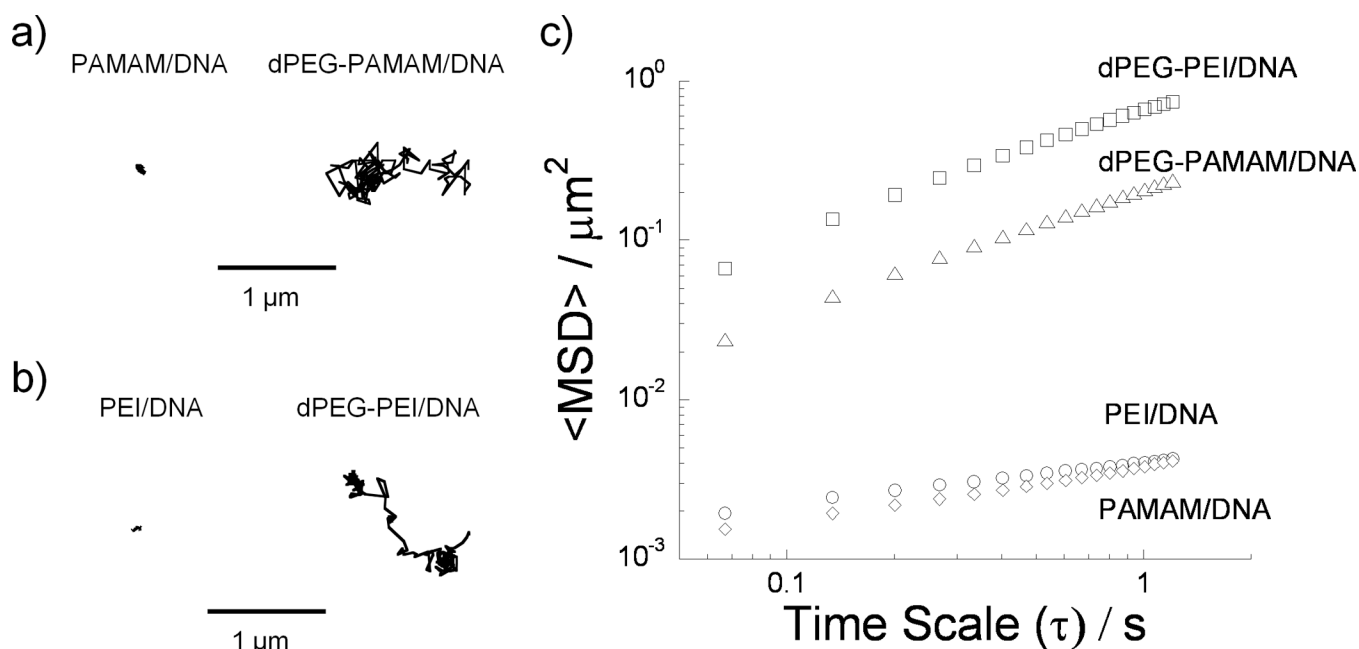 a)
PAMAM/DNA dPEG-PAMAM/DNA
1 μm
b)
PEI/DNA dPEG-PEI/DNA
1 μm
c)
dPEG-PEI/DNA
dPEG-PAMAM/DNA
PEI/DNA
PAMAM/DNA
<MSD> / μm²
10⁰
10⁻¹
10⁻²
10⁻³
0.1 1
Time Scale (τ) / s